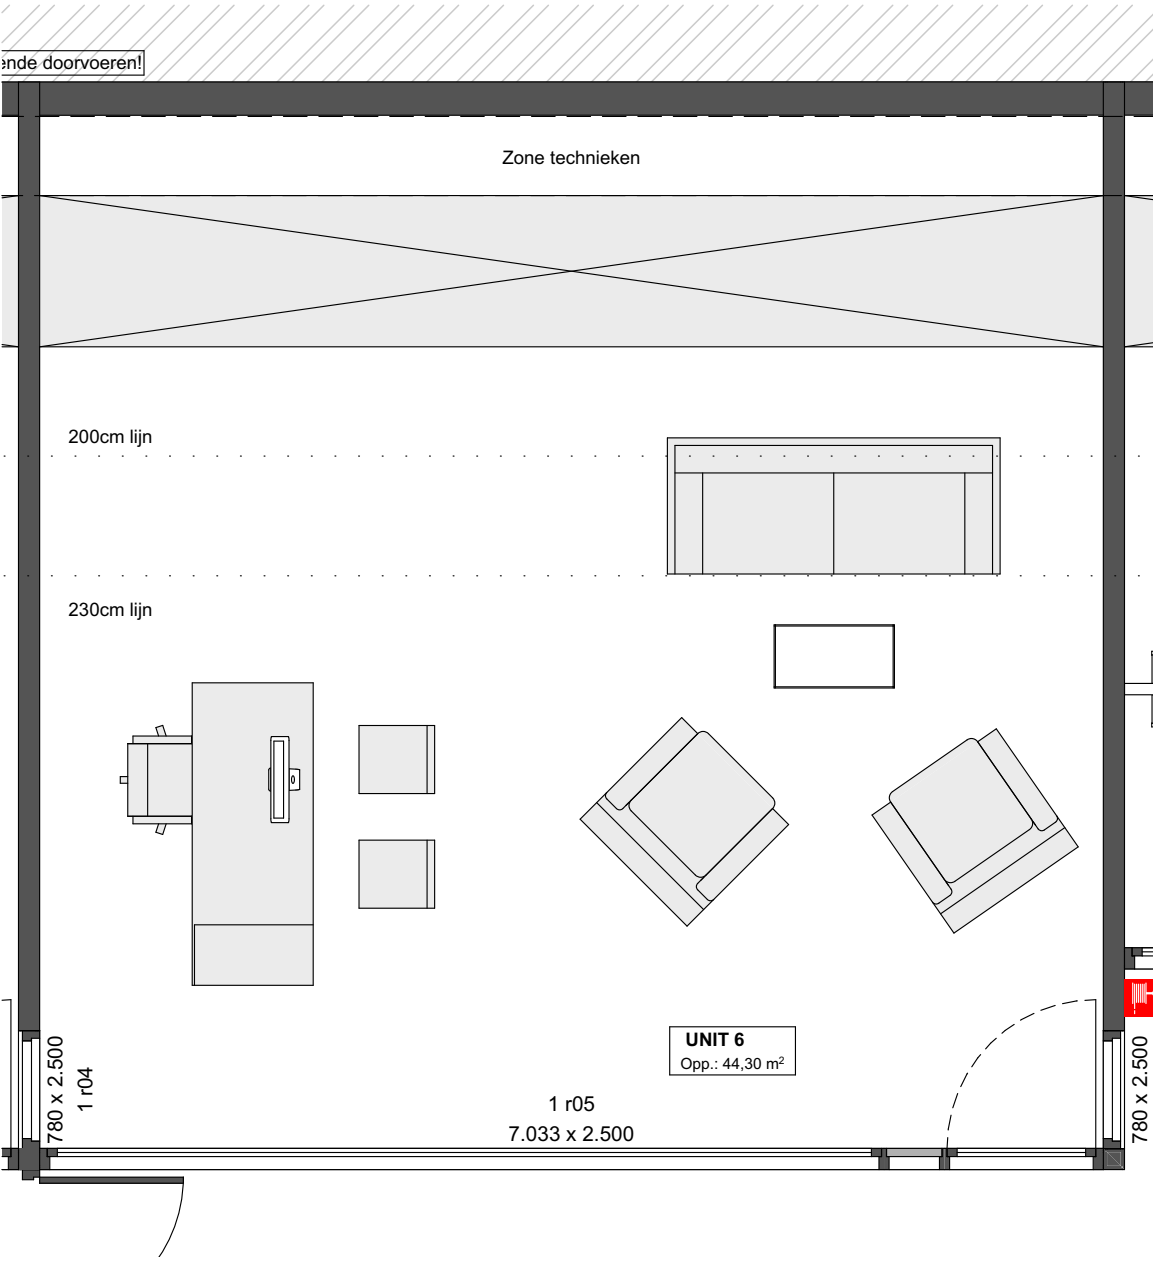 ende doorvoeren!
Zone technieken
200cm lijn
230cm lijn
UNIT 6
Opp.: 44,30 m²
780 x 2.500
1 r04
1 r05
7.033 x 2.500
780 x 2.500